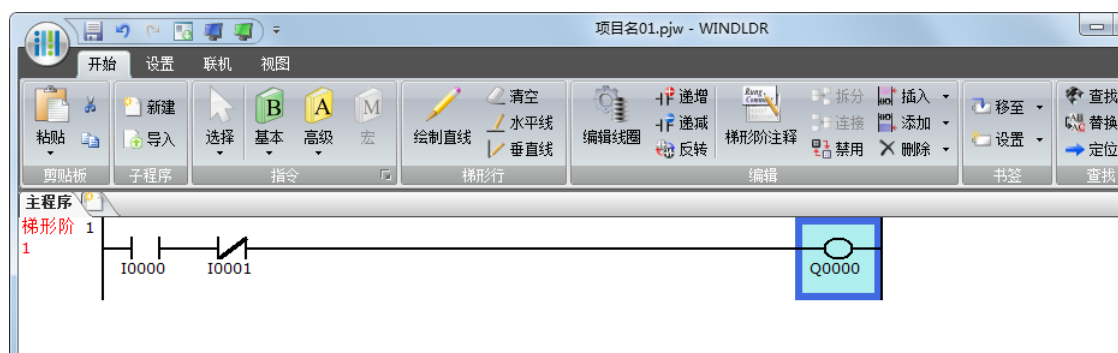 项目名01.pjw - WINDLDR
开始 设置 联机 视图
粘贴
剪贴板
新建
导入
子程序
选择
B
基本
A
高级
M
宏
指令
绘制直线
清空
水平线
垂直线
梯形行
编辑线圈
递增
递减
反转
Rung
Comment
梯形阶注释
拆分
连接
禁用
插入
添加
删除
编辑
移至
设置
书签
查找
替换
定位
查找
主程序
梯形阶 1
1
I0000 I0001 Q0000